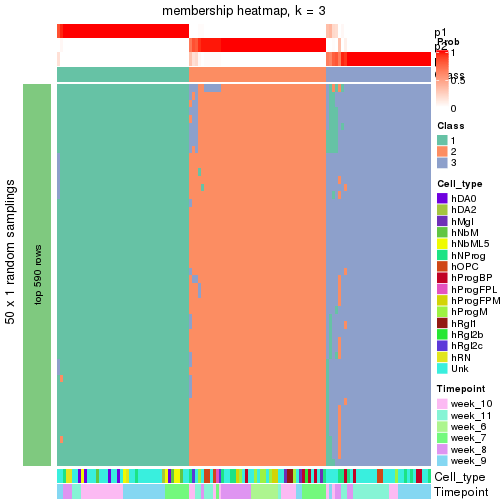 membership heatmap, k = 3
p1
p2
Prob
1
0.5
0
Class
Class
1
2
3
Cell_type
hDA0
hDA2
hMgl
hNbM
hNbML5
hNProg
hOPC
hProgBP
hProgFPL
hProgFPM
hProgM
hRgl1
hRgl2b
hRgl2c
hRN
Unk
Timepoint
week_10
week_11
week_6
week_7
week_8
week_9
50 x 1 random samplings
top 590 rows
Cell_type
Timepoint